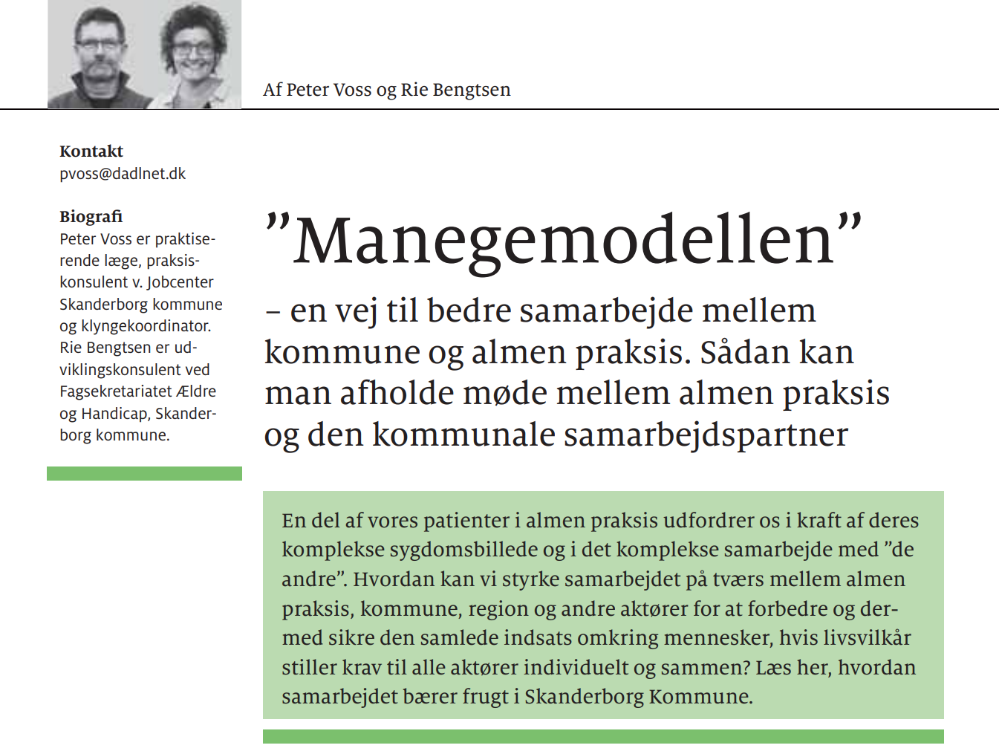 Af Peter Voss og Rie Bengtsen
Kontakt
pvoss@dadlnet.dk
Biografi
Peter Voss er praktise-
rende læge, praksis-
konsulent v. Jobcenter
Skanderborg kommune
og klyngekoordinator.
Rie Bengtsen er ud-
viklingskonsulent ved
Fagsekretariatet Ældre
og Handicap, Skander-
borg kommune.
”Manegemodellen”
– en vej til bedre samarbejde mellem
kommune og almen praksis. Sådan kan
man afholde møde mellem almen praksis
og den kommunale samarbejdspartner
En del af vores patienter i almen praksis udfordrer os i kraft af deres
komplekse sygdomsbillede og i det komplekse samarbejde med ”de
andre”. Hvordan kan vi styrke samarbejdet på tværs mellem almen
praksis, kommune, region og andre aktører for at forbedre og der-
med sikre den samlede indsats omkring mennesker, hvis livsvilkår
stiller krav til alle aktører individuelt og sammen? Læs her, hvordan
samarbejdet bærer frugt i Skanderborg Kommune.